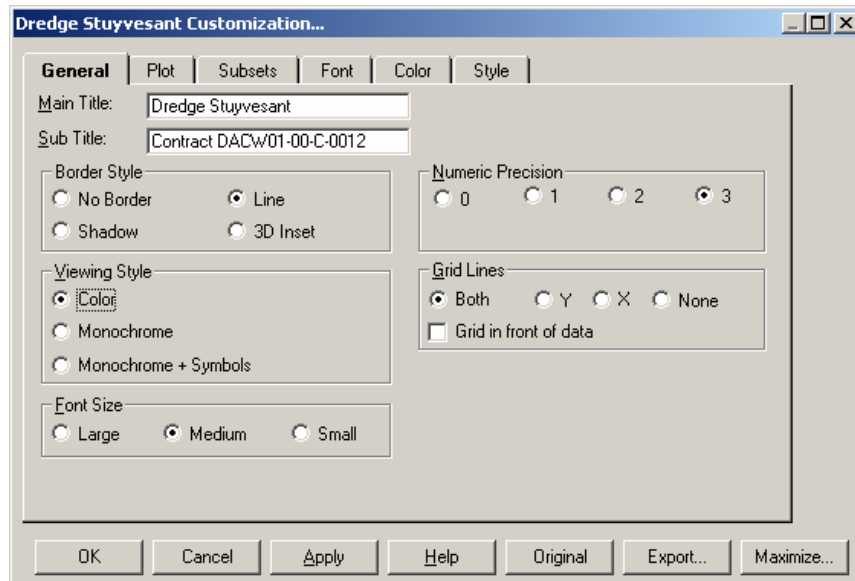 Dredge Stuyvesant Customization...
General Plot Subsets Font Color Style
Main Title: Dredge Stuyvesant
Sub Title: Contract DACW01-00-C-0012
Border Style
No Border Line
Shadow 3D Inset
Numeric Precision
0 1 2 3
Viewing Style
Color
Monochrome
Monochrome + Symbols
Grid Lines
Both Y X None
Grid in front of data
Font Size
Large Medium Small
OK Cancel Apply Help Original Export... Maximize...